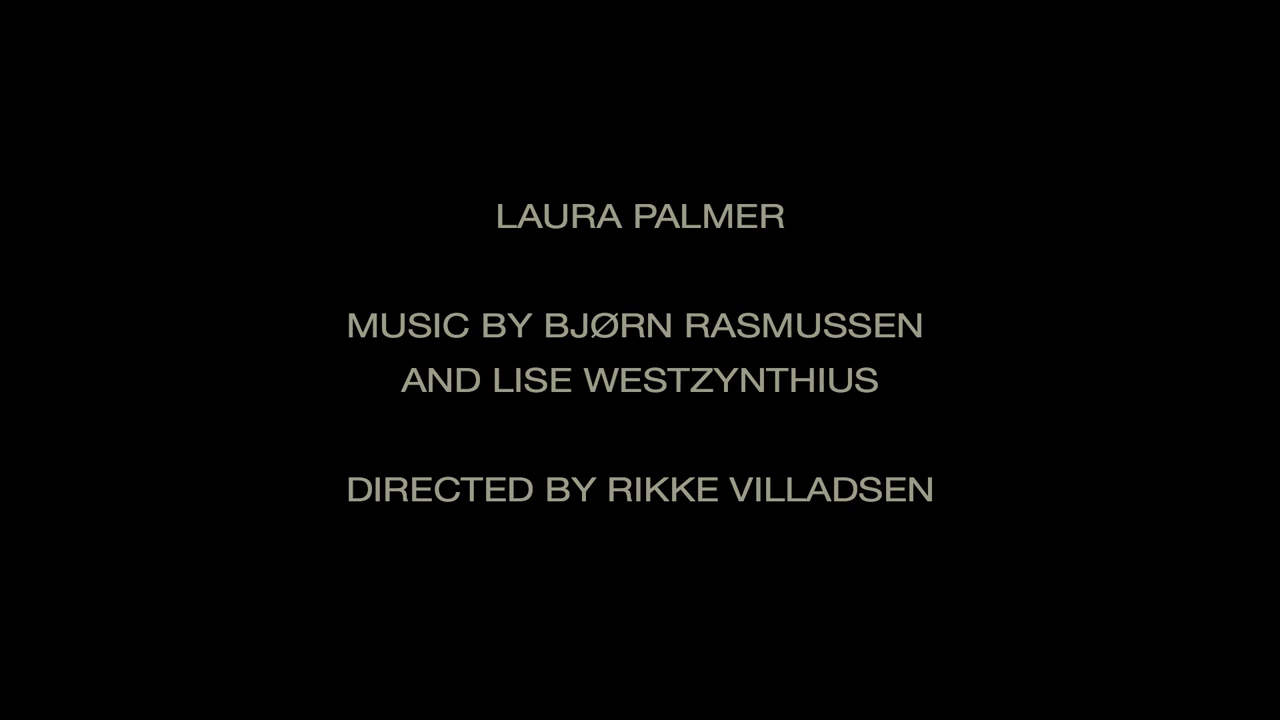 LAURA PALMER
MUSIC BY BJØRN RASMUSSEN
AND LISE WESTZYNTHIUS
DIRECTED BY RIKKE VILLADSEN